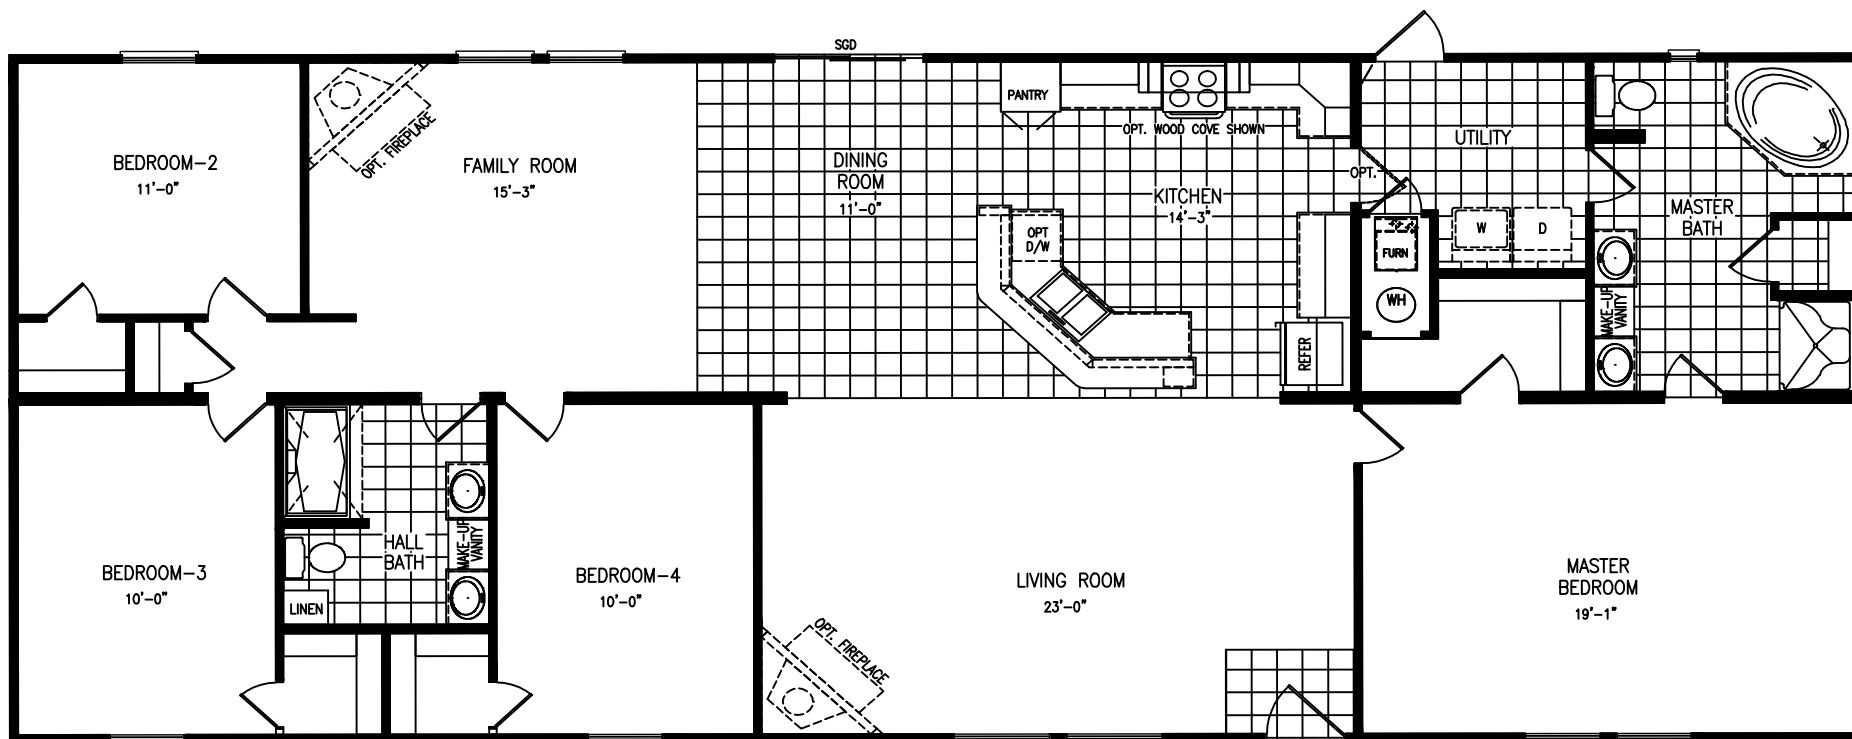 SGD
PANTRY
OPT. WOOD COVE SHOWN
BEDROOM-2
11'-0"
OPT. FIREPLACE
FAMILY ROOM
15'-3"
DINING
ROOM
11'-0"
KITCHEN
14'-3"
OPT.
UTILITY
MASTER
BATH
OPT
D/W
W
D
FURN
WH
MAKE-UP
VANITY
REFER
HALL
BATH
MAKE-UP
VANITY
LINEN
BEDROOM-3
10'-0"
BEDROOM-4
10'-0"
LIVING ROOM
23'-0"
OPT. FIREPLACE
MASTER
BEDROOM
19'-1"